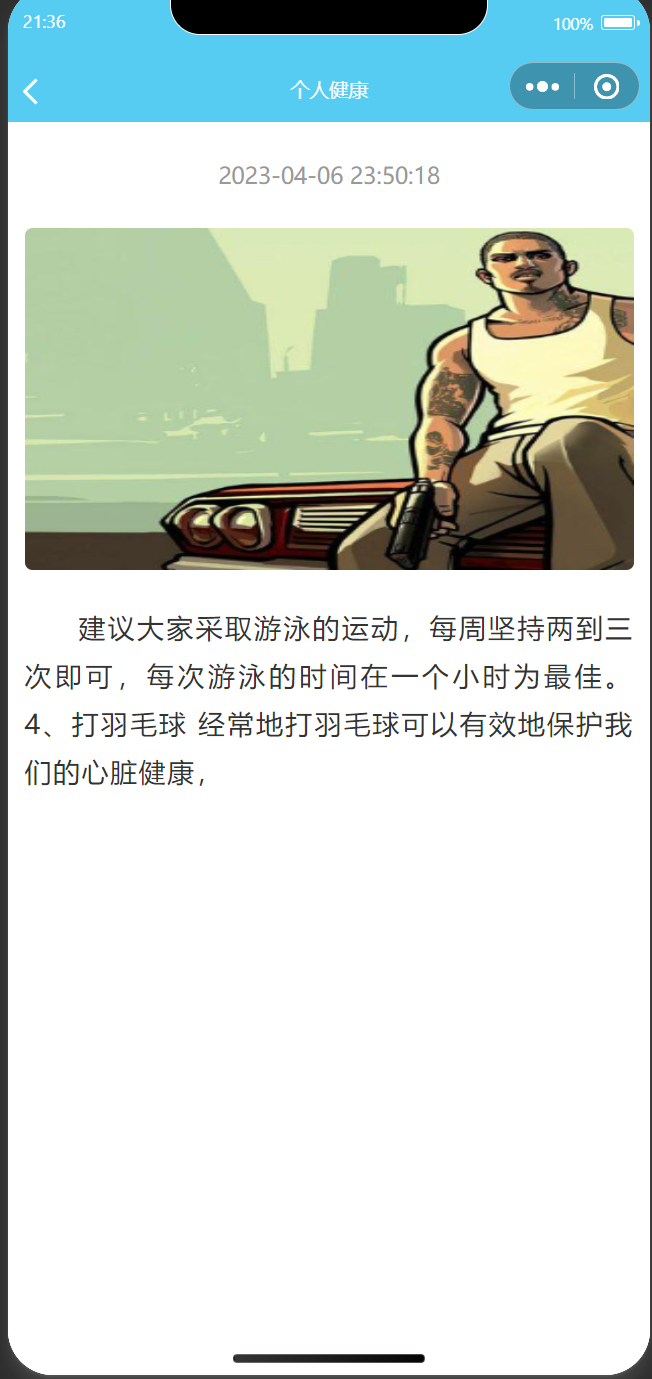 21:36
100%
个人健康
2023-04-06 23:50:18
建议大家采取游泳的运动，每周坚持两到三
次即可，每次游泳的时间在一个小时为最佳。
4、打羽毛球 经常地打羽毛球可以有效地保护我
们的心脏健康，